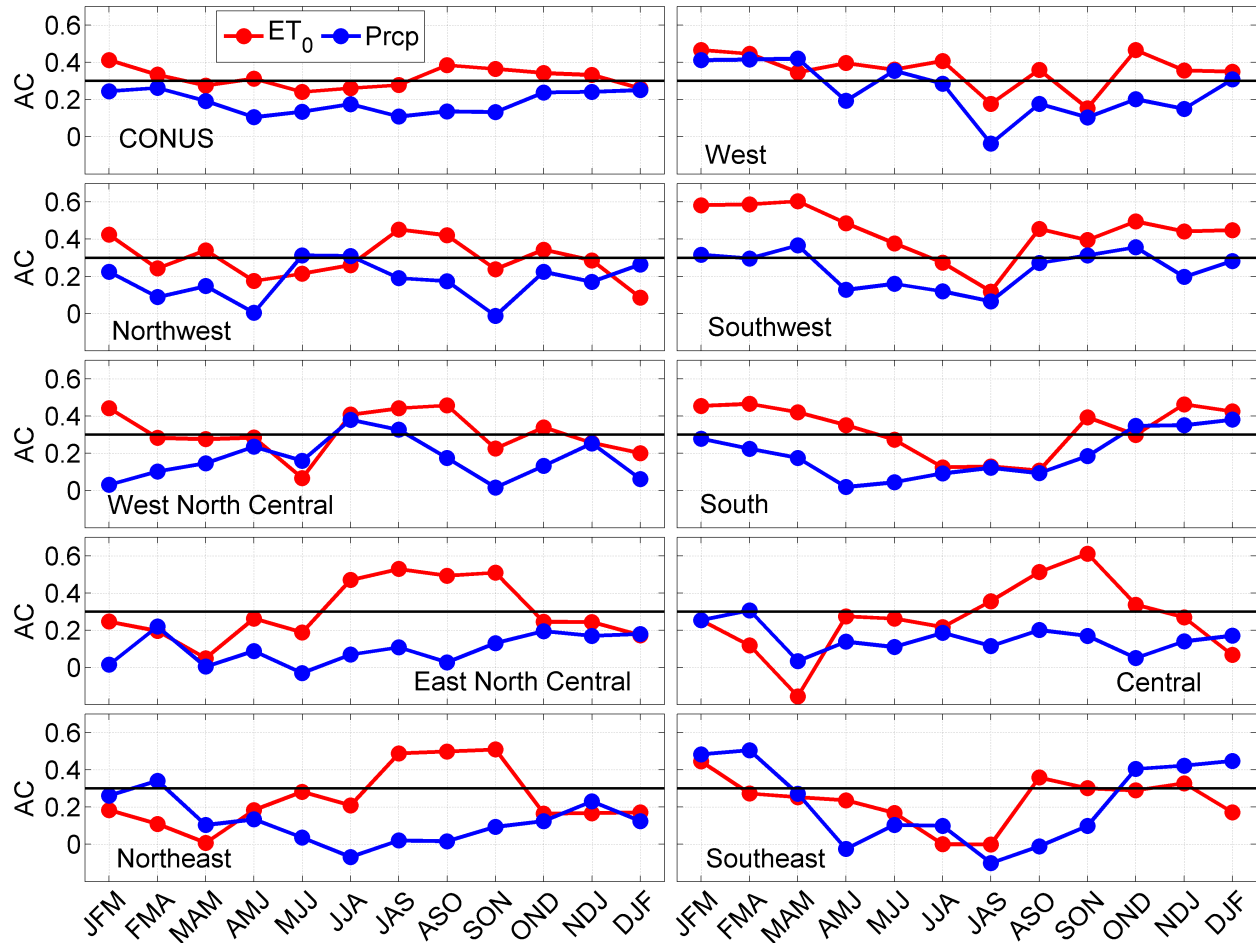 ET0 Prcp
AC
0.6
0.4
0.2
0
CONUS
West
AC
0.6
0.4
0.2
0
Northwest
Southwest
AC
0.6
0.4
0.2
0
West North Central
South
AC
0.6
0.4
0.2
0
East North Central
Central
AC
0.6
0.4
0.2
0
Northeast
Southeast
JFM FMA MAM AMJ MJJ JJA JAS ASO SON OND NDJ DJF
JFM FMA MAM AMJ MJJ JJA JAS ASO SON OND NDJ DJF